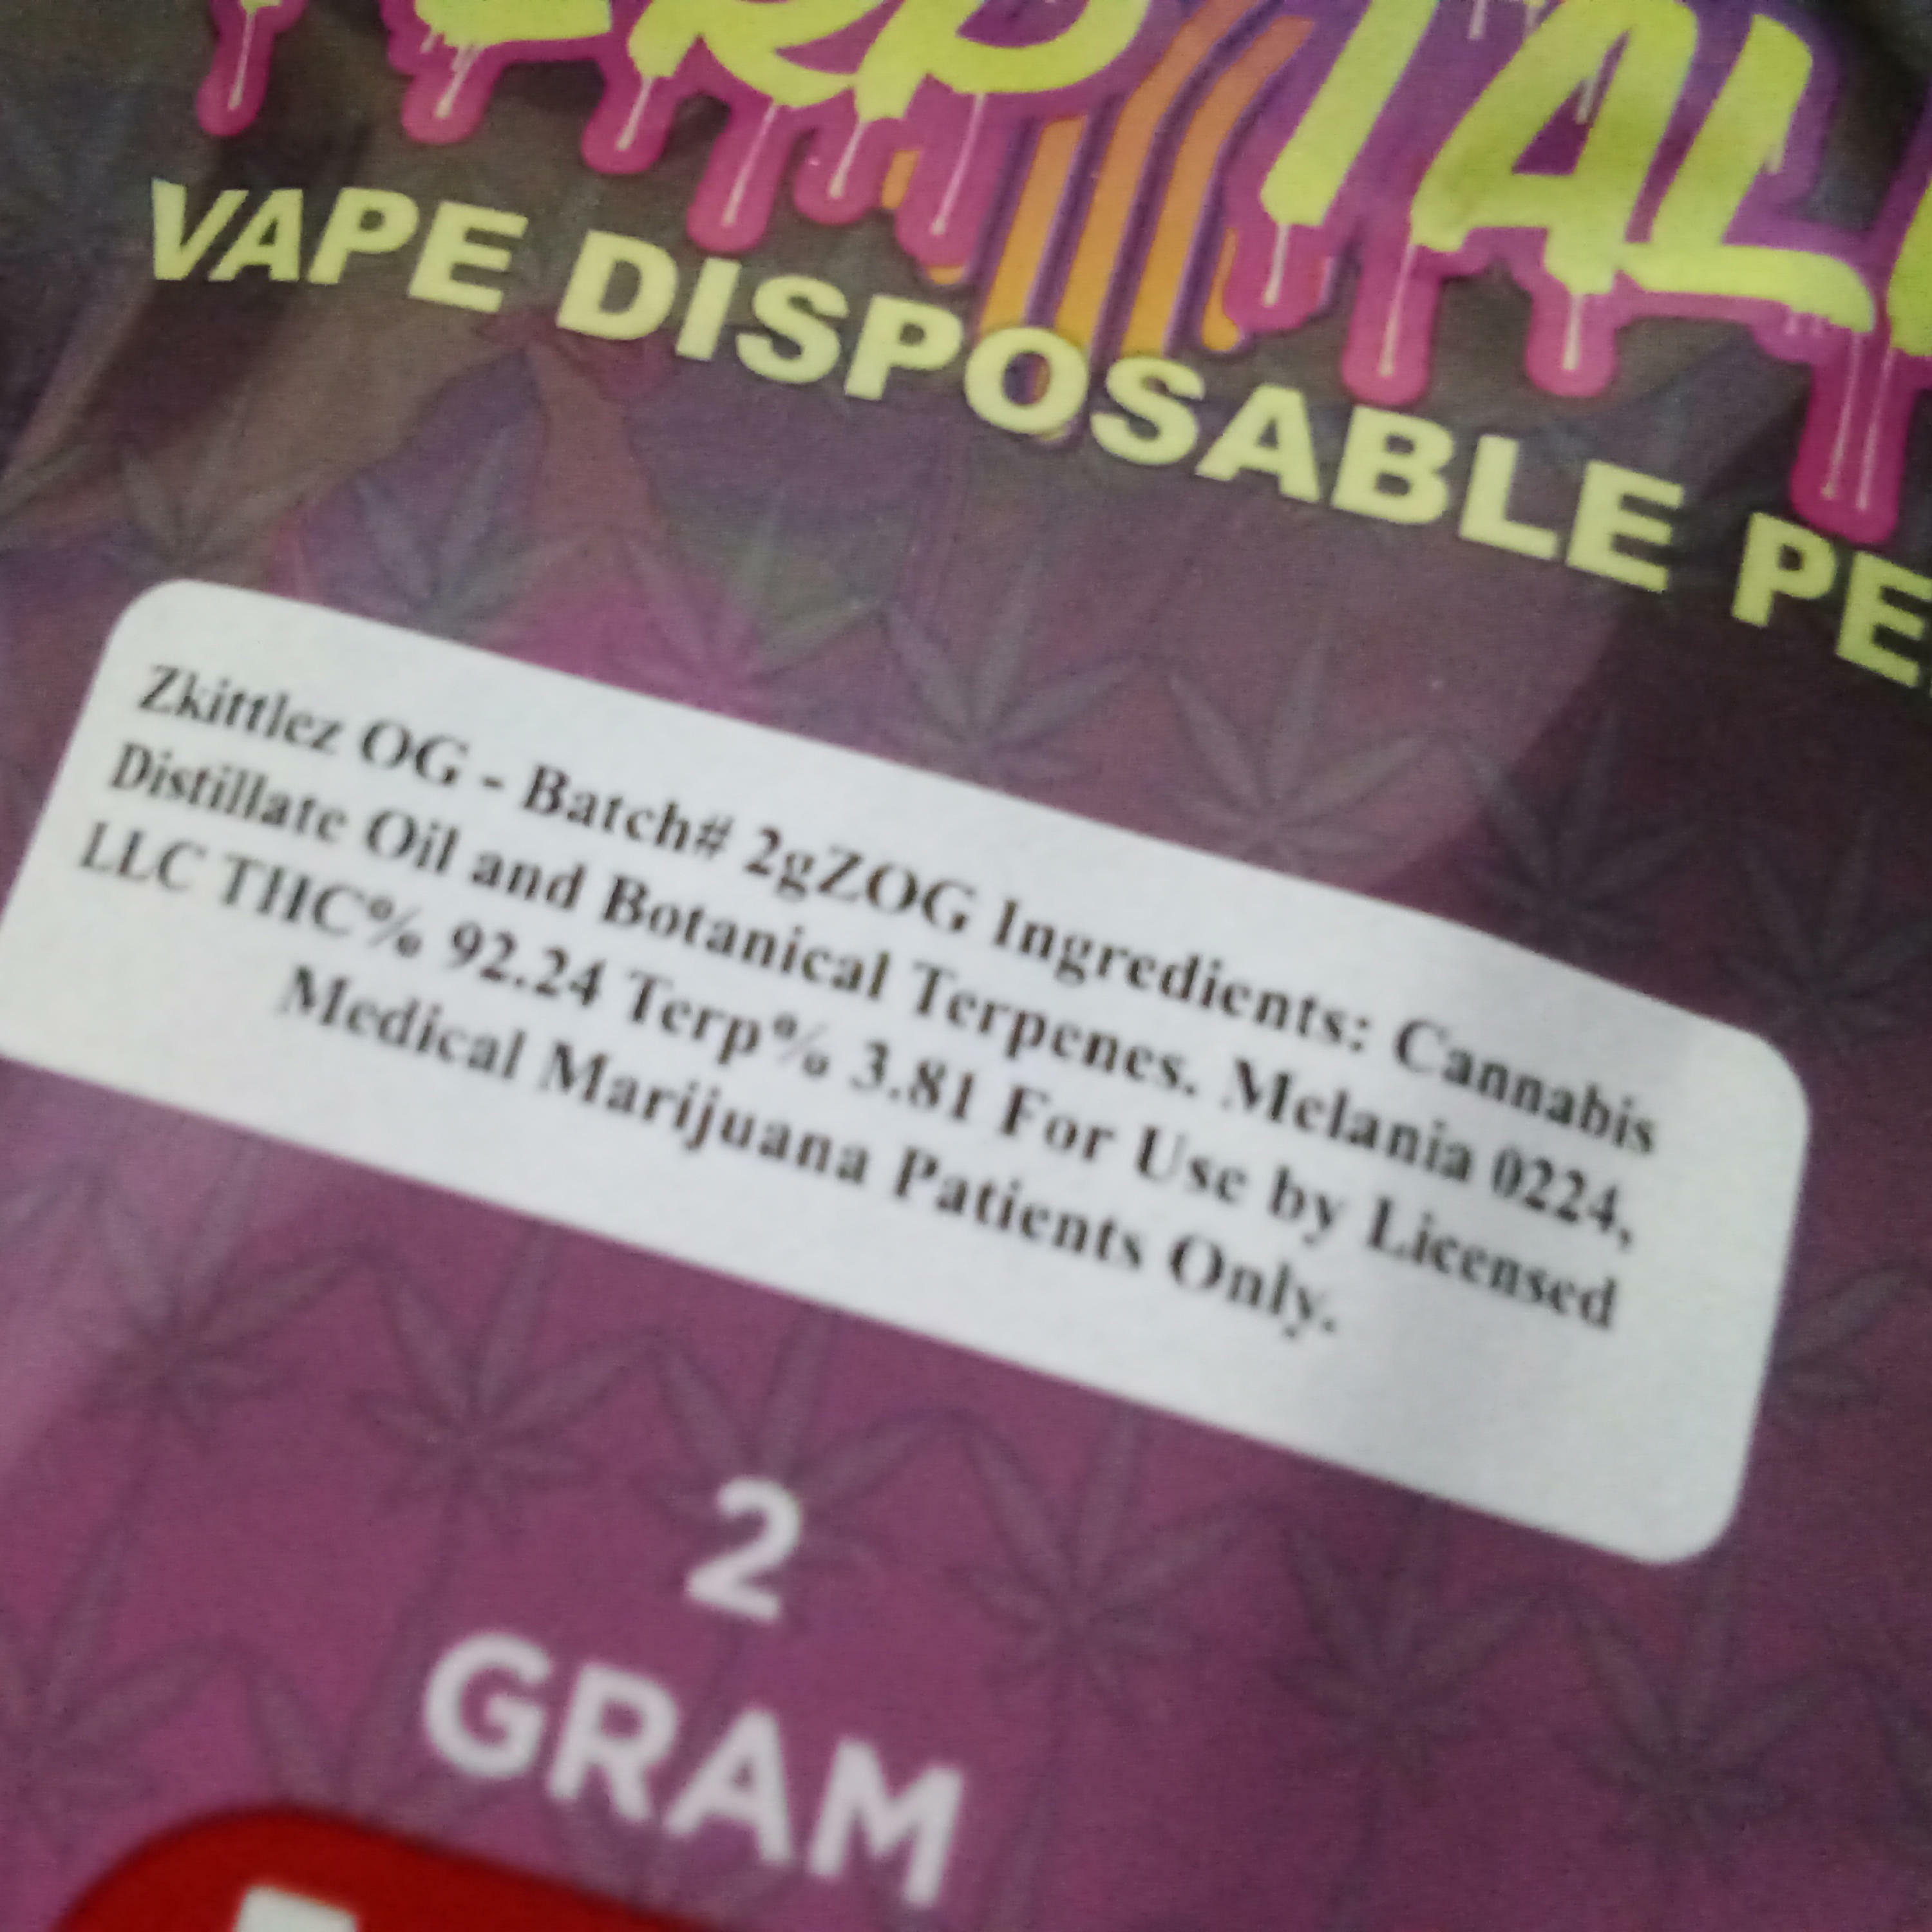 VAPE DISPOSABLE
Zkittlez OG - Batch# 2gZOG Ingredients: Cannabis
Distillate Oil and Botanical Terpenes. Melania 0224,
LLC THC% 92.24 Terp% 3.81 For Use by Licensed
Medical Marijuana Patients Only.
2
GRAM